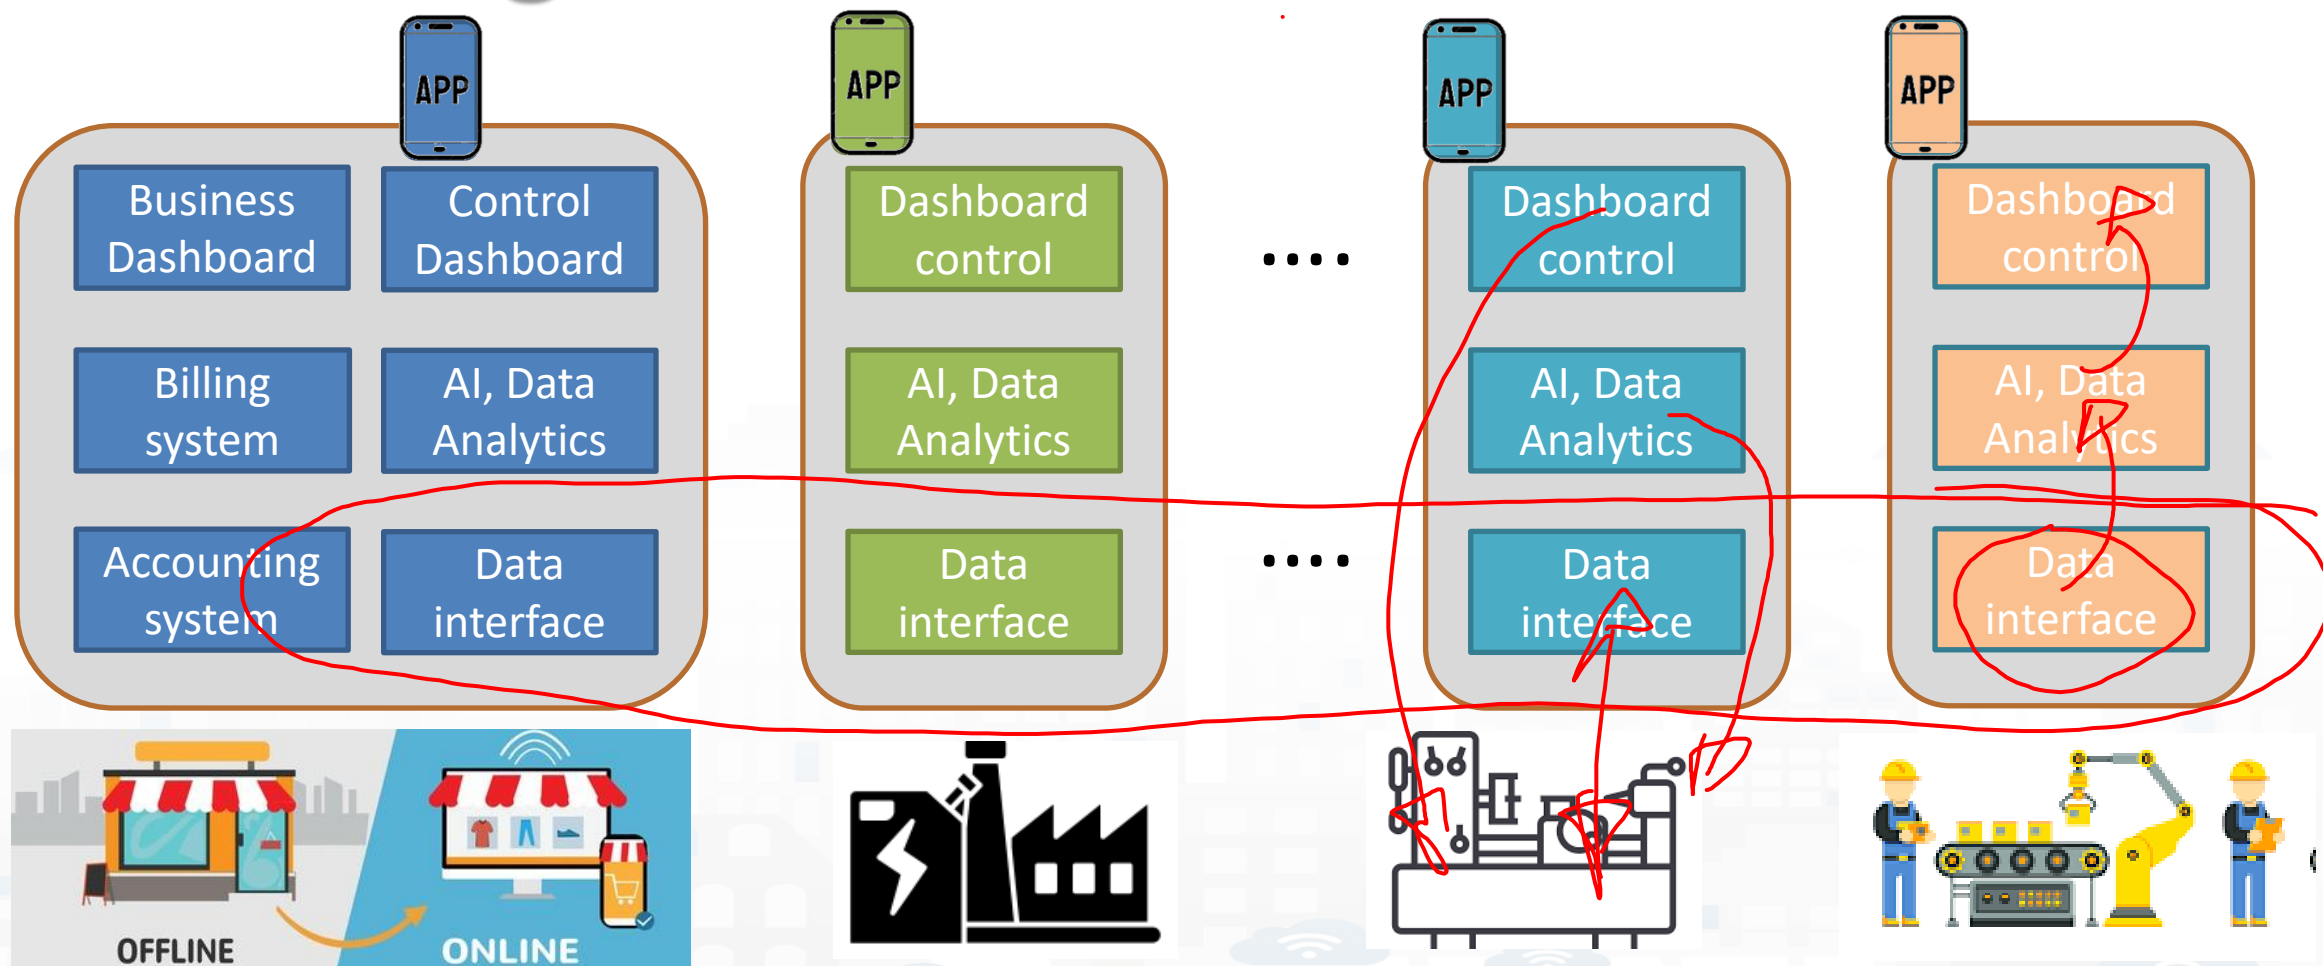 APP
APP
APP
APP
Business
Dashboard
Control
Dashboard
Dashboard
control
....
Dashboard
control
Dashboard
control
Billing
system
AI, Data
Analytics
AI, Data
Analytics
AI, Data
Analytics
AI, Data
Analytics
Accounting
system
Data
interface
Data
interface
....
Data
interface
Data
interface
OFFLINE
ONLINE